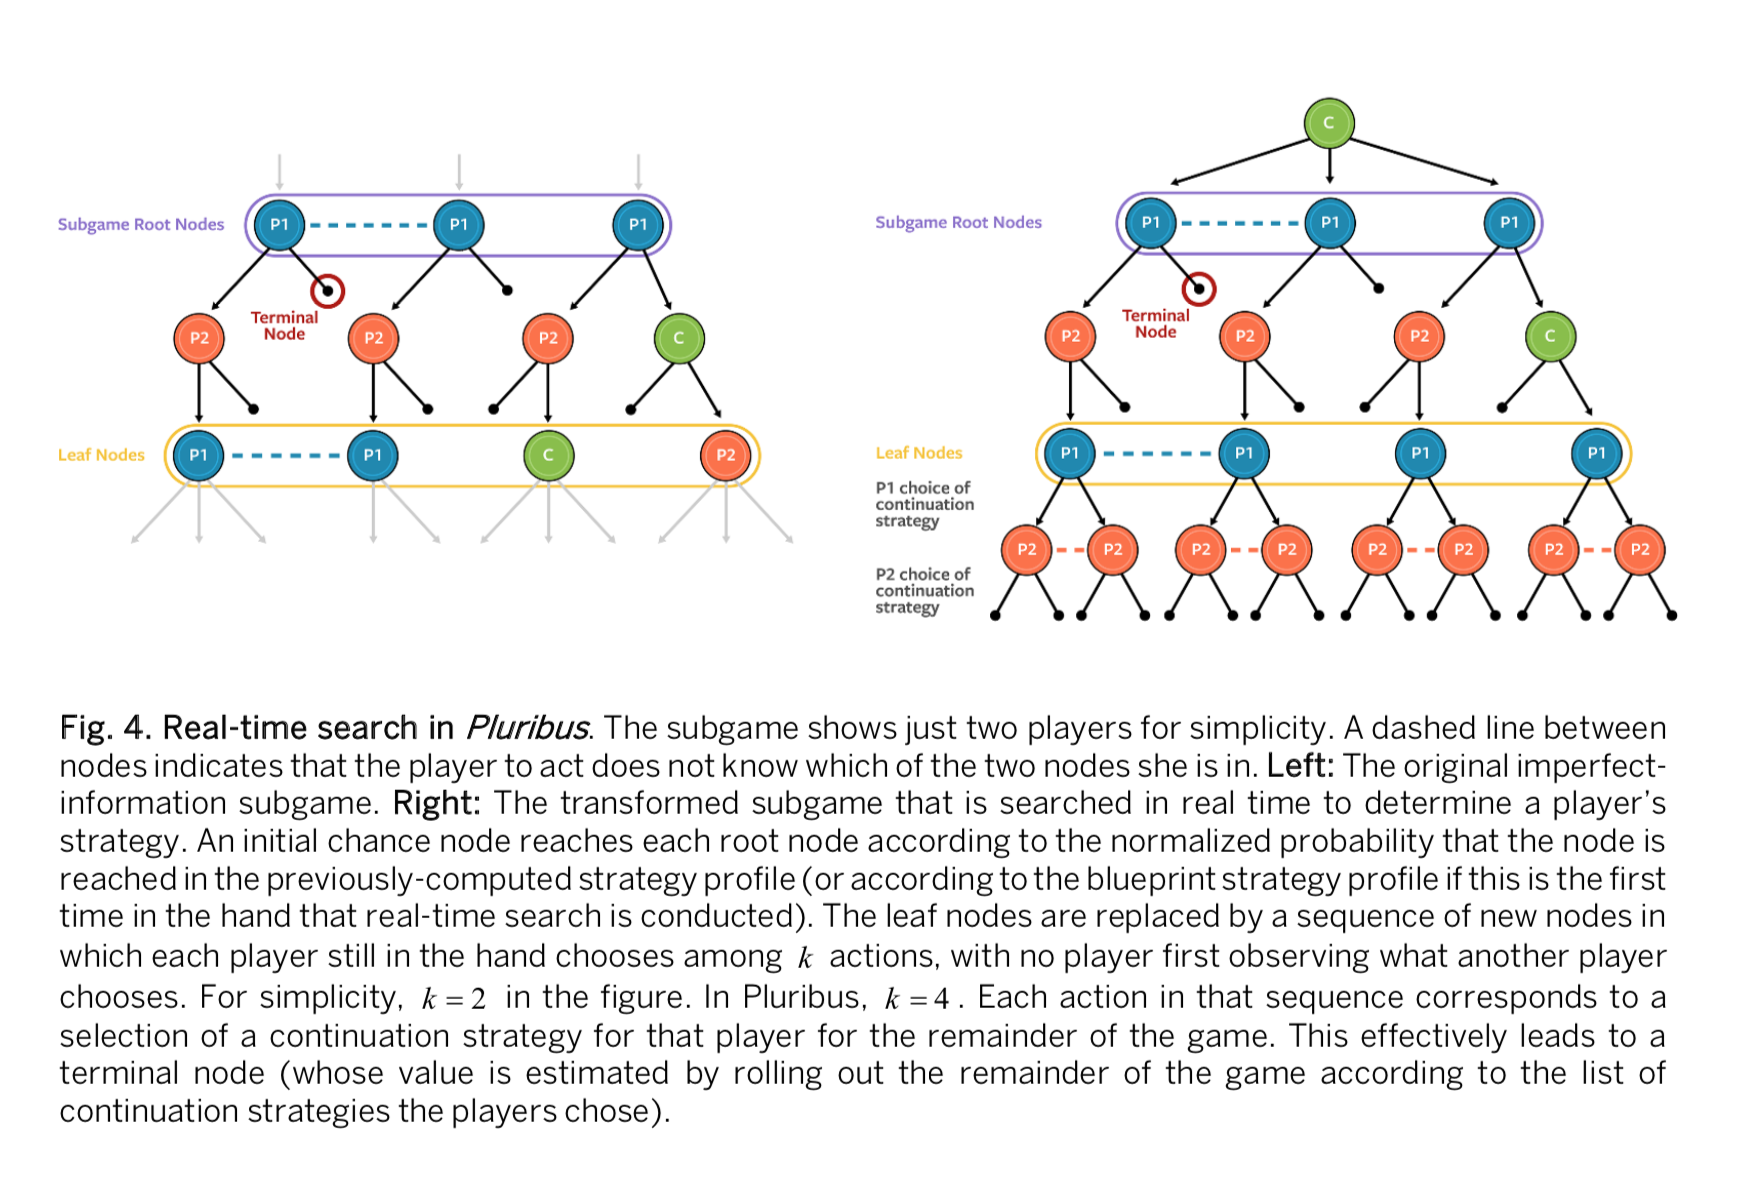 C
Subgame Root Nodes
P1
P1
P1
Terminal
Node
P2
P2
P2
C
Leaf Nodes
P1
P1
C
P2
Subgame Root Nodes
P1
P1
P1
Terminal
Node
P2
P2
P2
C
Leaf Nodes
P1
P1
P1
P1
P1 choice of
continuation
strategy
P2
P2
P2
P2
P2
P2
P2
P2
P2 choice of
continuation
strategy
Fig. 4. Real-time search in Pluribus. The subgame shows just two players for simplicity. A dashed line between
nodes indicates that the player to act does not know which of the two nodes she is in. Left: The original imperfect-
information subgame. Right: The transformed subgame that is searched in real time to determine a player's
strategy. An initial chance node reaches each root node according to the normalized probability that the node is
reached in the previously-computed strategy profile (or according to the blueprint strategy profile if this is the first
time in the hand that real-time search is conducted). The leaf nodes are replaced by a sequence of new nodes in
which each player still in the hand chooses among k actions, with no player first observing what another player
chooses. For simplicity, k = 2 in the figure. In Pluribus, k = 4 . Each action in that sequence corresponds to a
selection of a continuation strategy for that player for the remainder of the game. This effectively leads to a
terminal node (whose value is estimated by rolling out the remainder of the game according to the list of
continuation strategies the players chose).